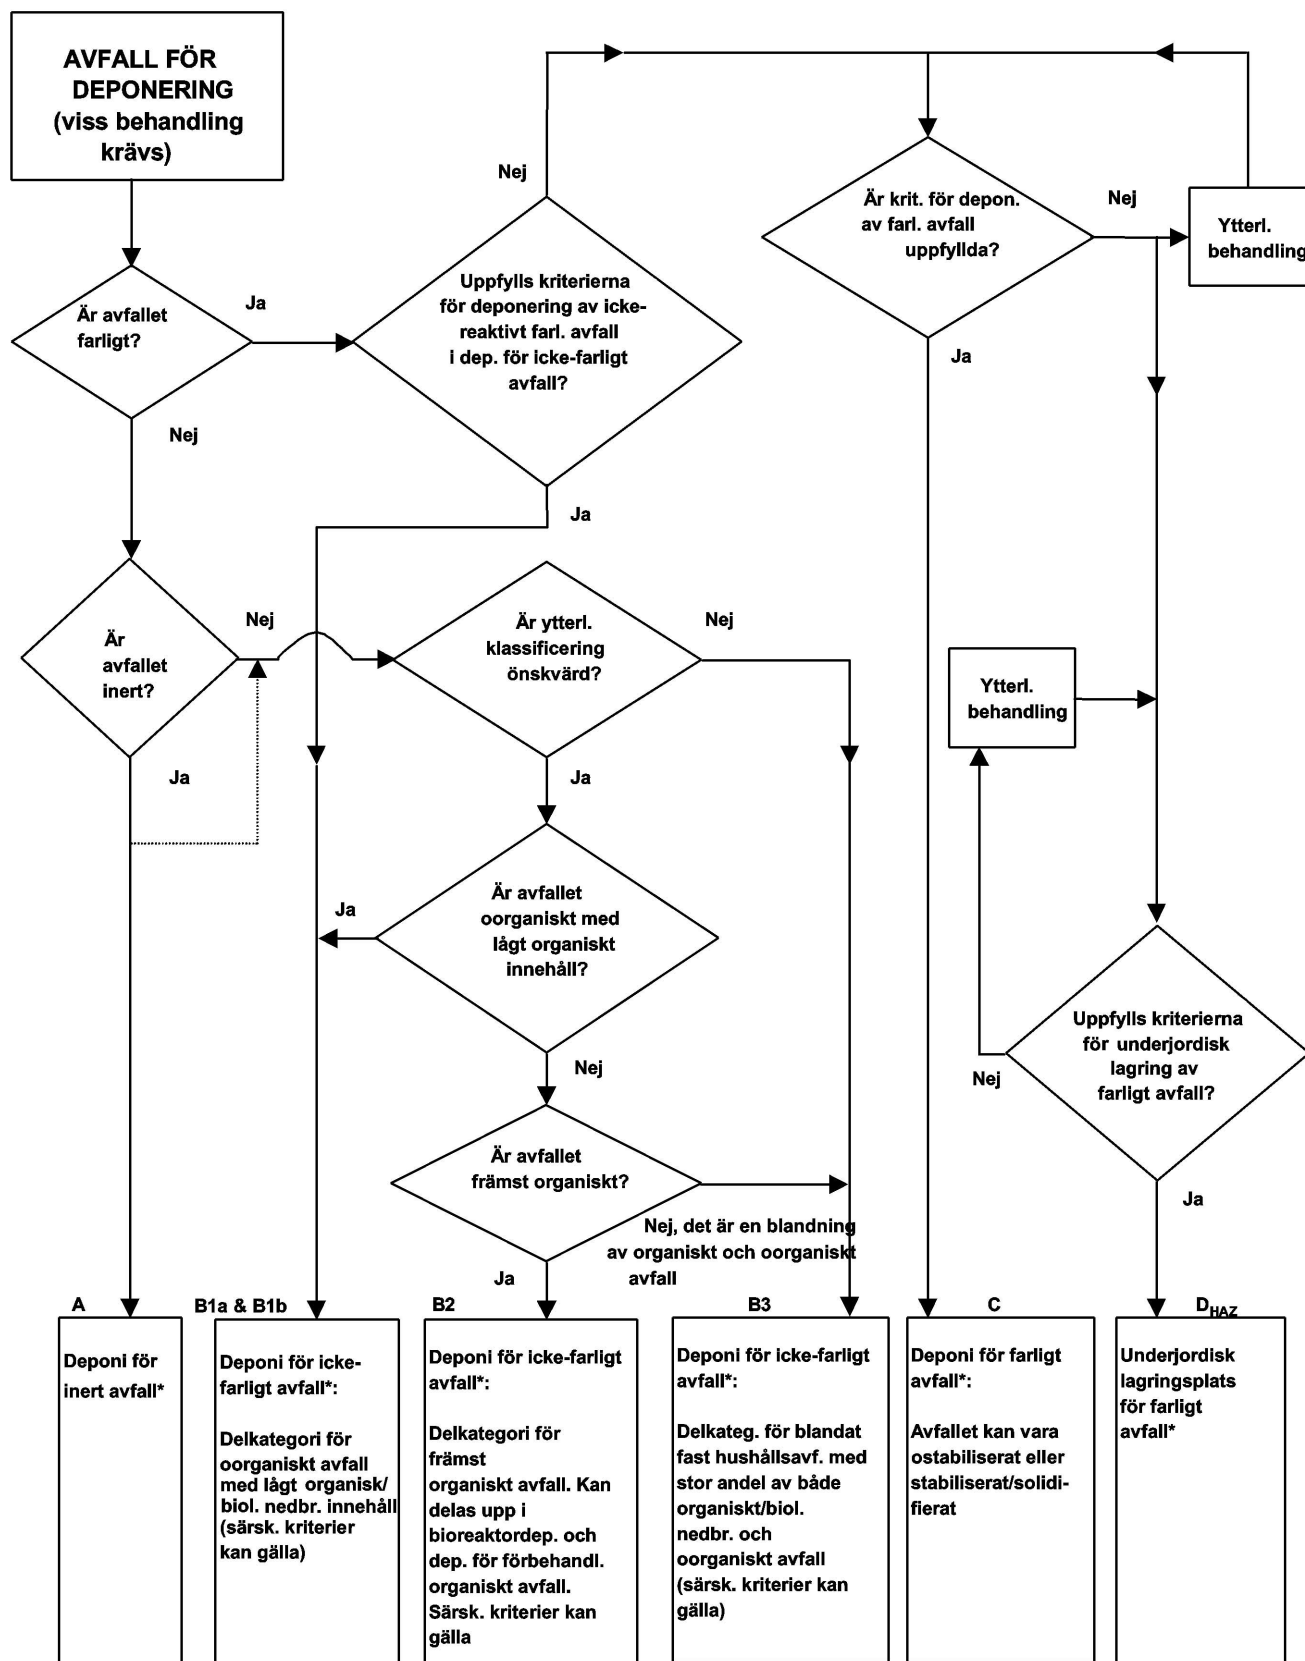 AVFALL FÖR
DEPONERING
(viss behandling
krävs)
Nej
Är krit. för depon.
av farl. avfall
uppfyllda?
Nej
Ytterl.
behandling
Är avfallet
farligt?
Ja
Uppfylls kriterierna
för deponering av icke-
reaktivt farl. avfall
i dep. för icke-farligt
avfall?
Ja
Nej
Ja
Är
avfallet
inert?
Nej
Är ytterl.
klassificering
önskvärd?
Nej
Ytterl.
behandling
Ja
Ja
Är avfallet
oorganiskt med
lågt organiskt
innehåll?
Ja
Nej
Uppfylls kriterierna
för underjordisk
lagring av
farligt avfall?
Nej
Ja
Är avfallet
främst organiskt?
Nej, det är en blandning
av organiskt och oorganiskt
avfall
Ja
A
Deponi för
inert avfall*
B1a & B1b
Deponi för icke-
farligt avfall*:
Delkategori för
oorganiskt avfall
med lågt organisk/
biol. nedbr. innehåll
(särsk. kriterier
kan gälla)
B2
Deponi för icke-farligt
avfall*:
Delkategori för
främst
organiskt avfall. Kan
delas upp i
bioreaktordep. och
dep. för förbehandl.
organiskt avfall.
Särsk. kriterier kan
gälla
B3
Deponi för icke-farligt
avfall*:
Delkateg. för blandat
fast hushållsavf. med
stor andel av både
organiskt/biol.
nedbr. och
oorganiskt avfall
(särsk. kriterier kan
gälla)
C
Deponi för farligt
avfall*:
Avfallet kan vara
ostabiliserat eller
stabiliserat/solidi-
fierat
DHAZ
Underjordisk
lagringsplats
för farligt
avfall*